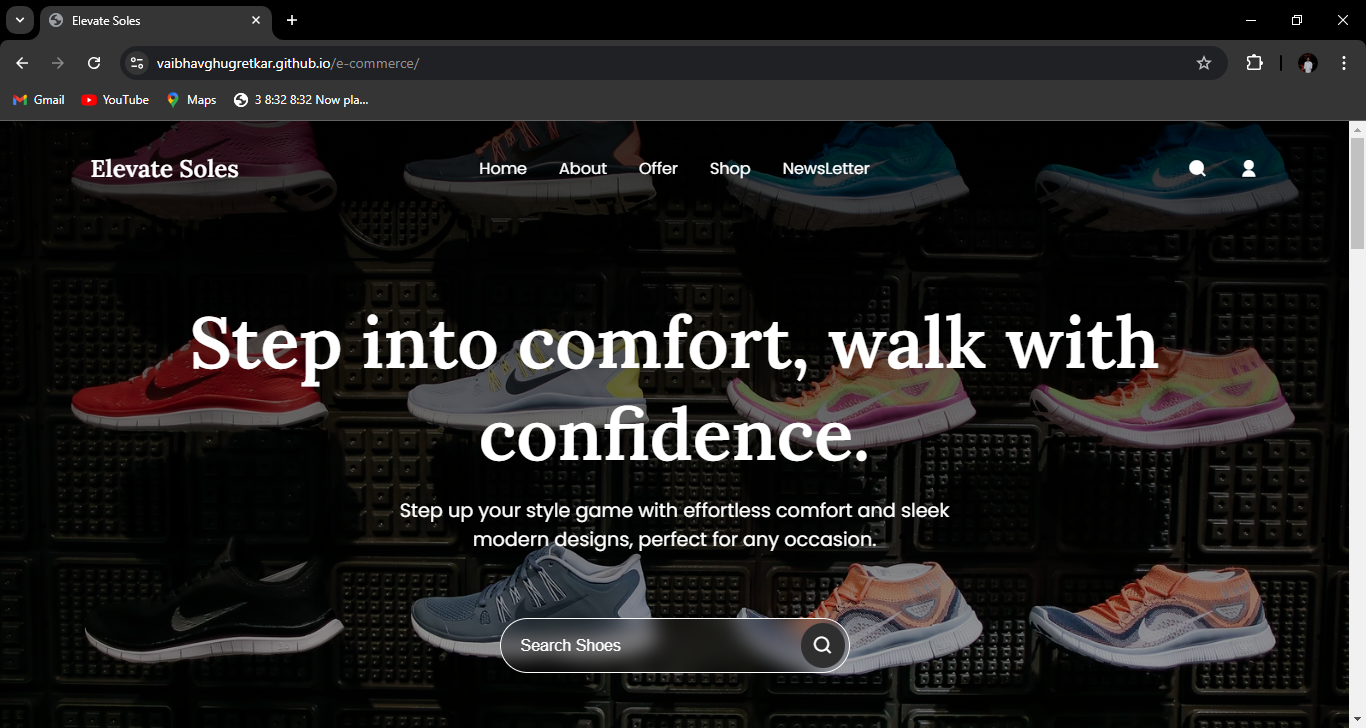 Elevate Soles
vaibhavghugretkar.github.io/e-commerce/
Gmail YouTube Maps 3 8:32 8:32 Now pla...
Elevate Soles Home About Offer Shop NewsLetter
Step into comfort, walk with
confidence.
Step up your style game with effortless comfort and sleek
modern designs, perfect for any occasion.
Search Shoes